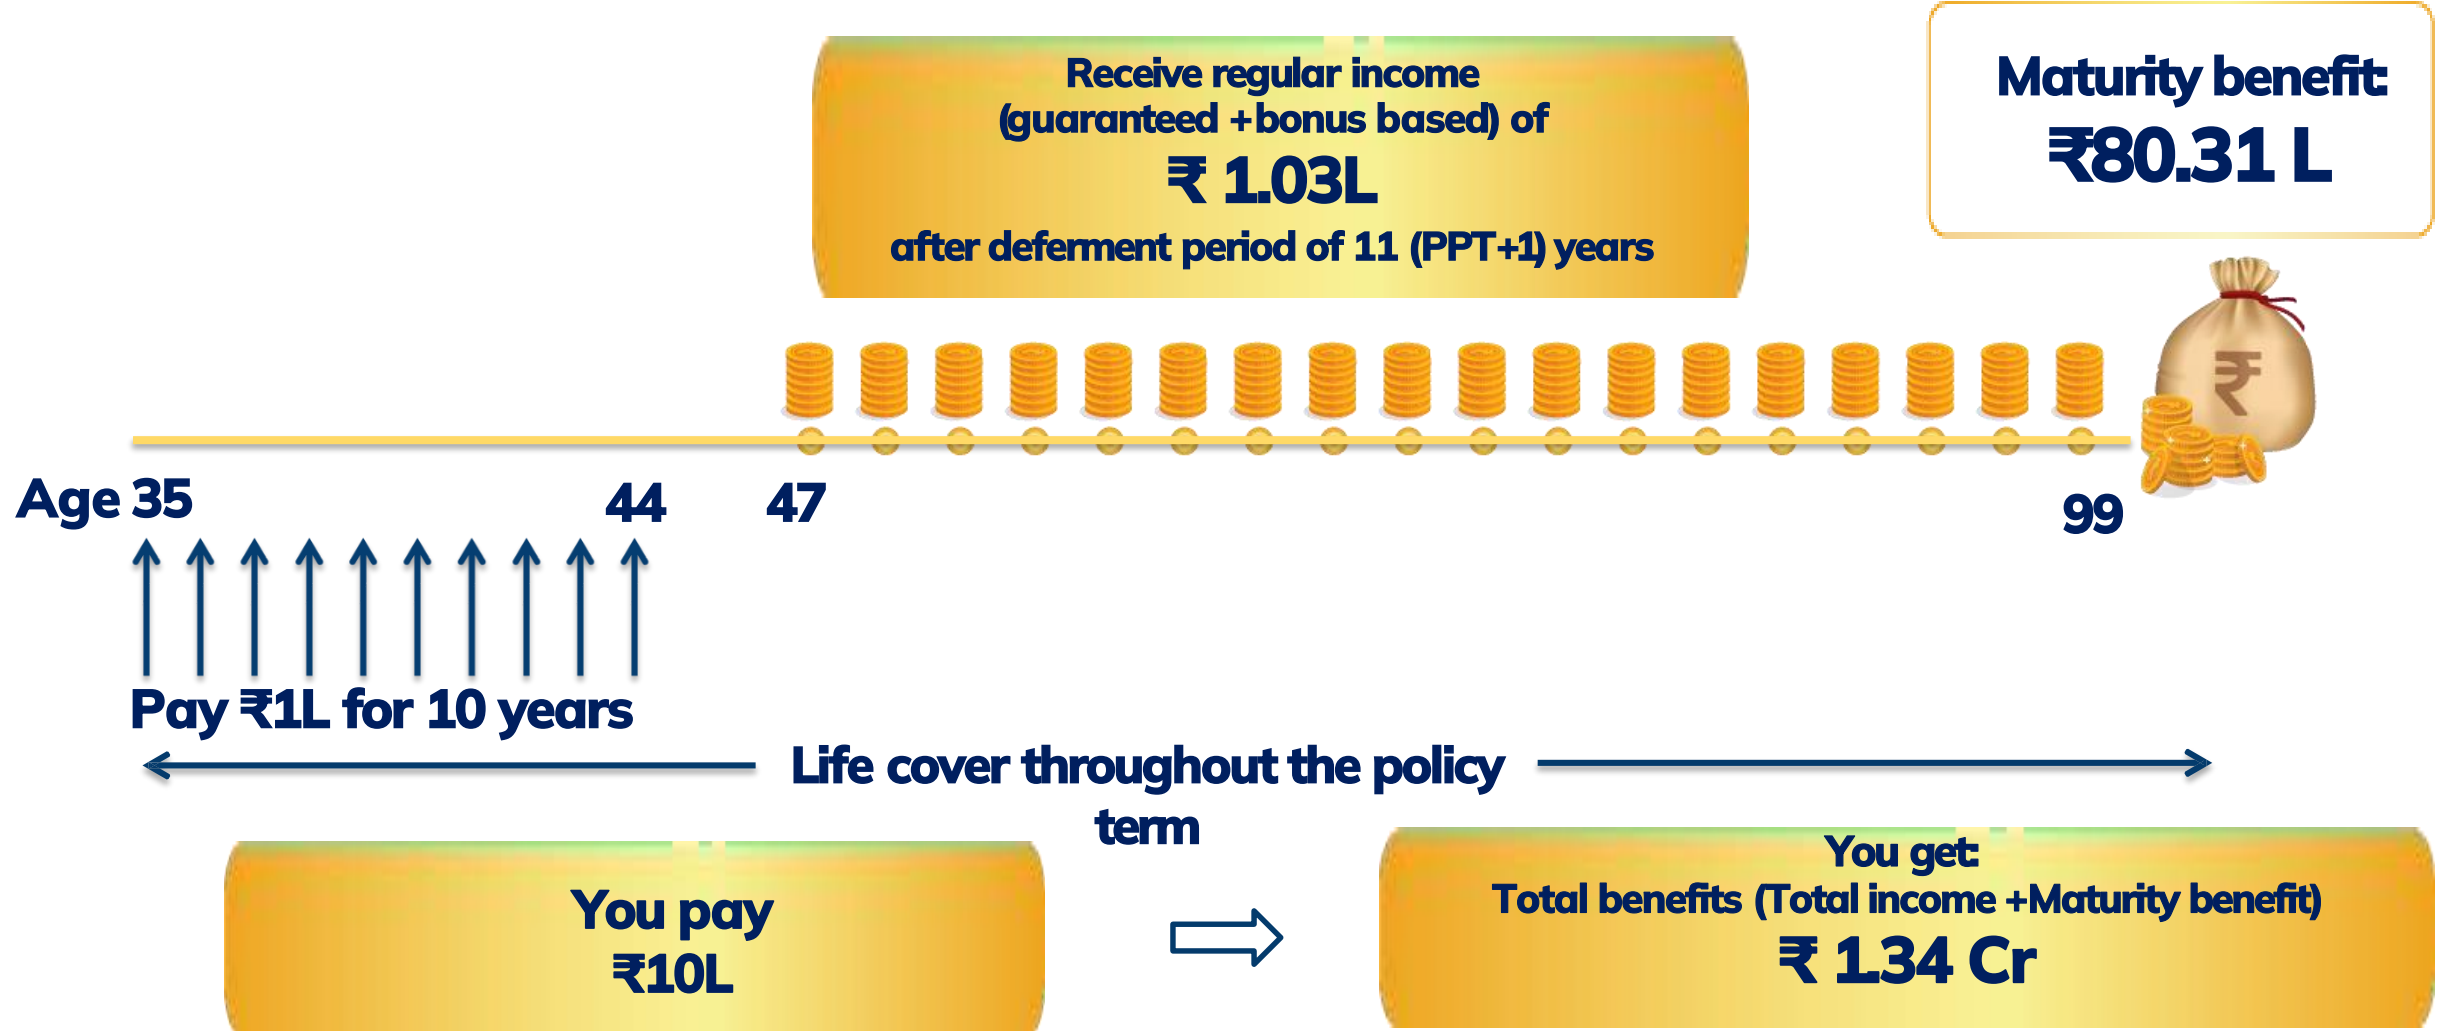 Receive regular income
(guaranteed +bonus based) of
₹ 1.03L
after deferment period of 11 (PPT+1) years
Maturity benefit:
₹80.31 L
₹
Age 35
44
47
99
Pay ₹1L for 10 years
Life cover throughout the policy
term
You pay
₹10L
You get:
Total benefits (Total income +Maturity benefit)
₹ 1.34 Cr